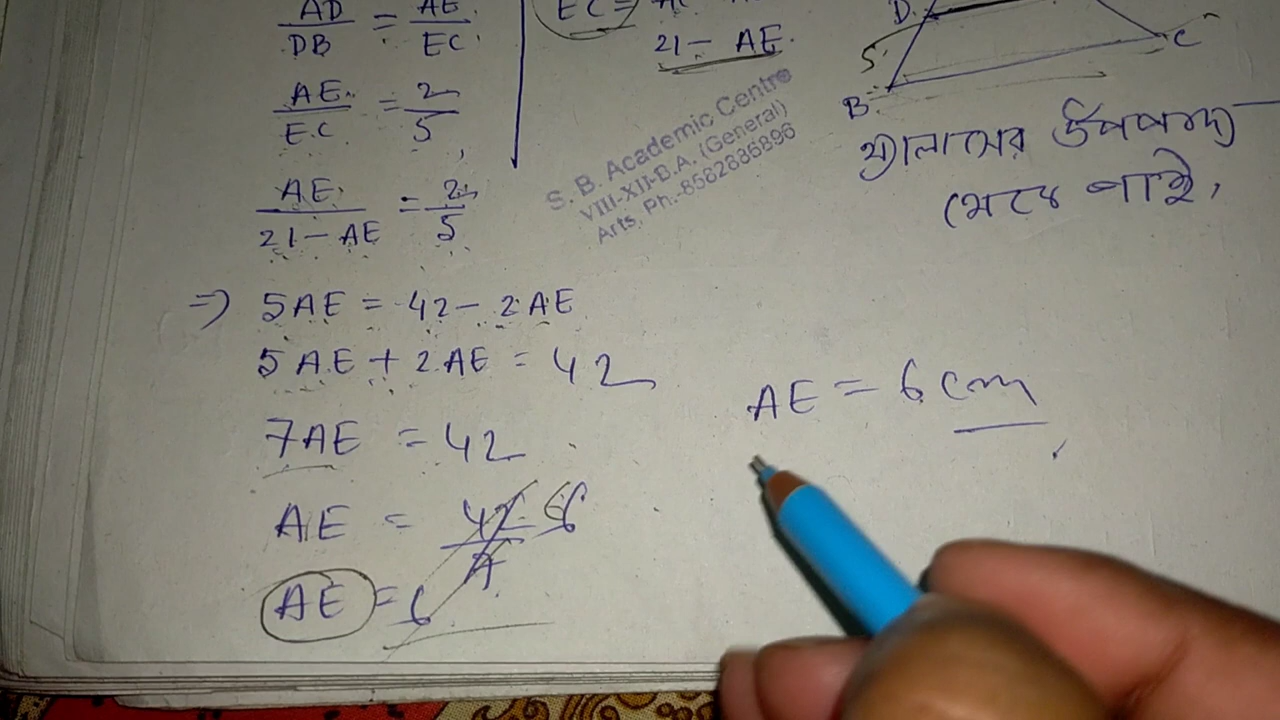 AD/DB = AE/EC
AE/EC = 2/5,
AE/21 - AE = 2/5
=> 5AE = 42 - 2AE
5AE + 2AE = 42
7AE = 42
AE = 42/7 6
AE = 6
EC =
21 - AE.
S. B. Academic Centre
VIII-XII-B.A. (General)
Arts, Ph.-8582886896
D.
5
B.
C
থ্যালাসের উপপাদ্য
থেকে পাই,
AE = 6 cm,